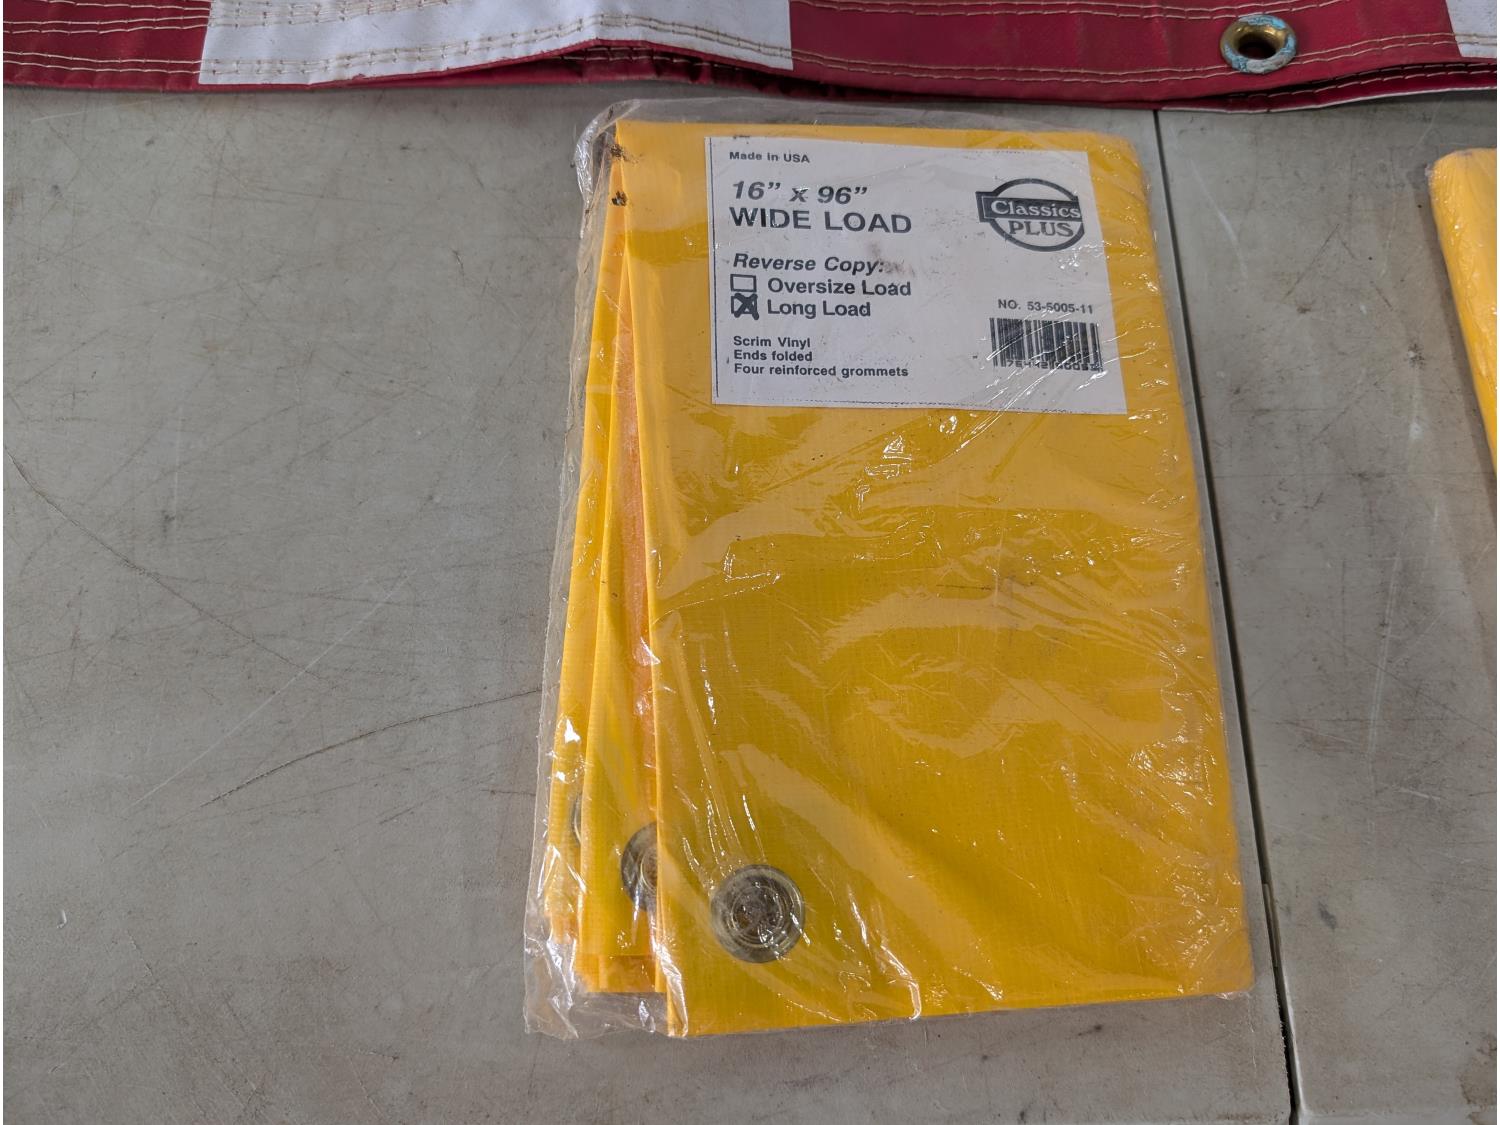 Made in USA
16” x 96”
WIDE LOAD
Classics
PLUS
Reverse Copy:
Oversize Load
Long Load
NO. 53-5005-11
Scrim Vinyl
Ends folded
Four reinforced grommets